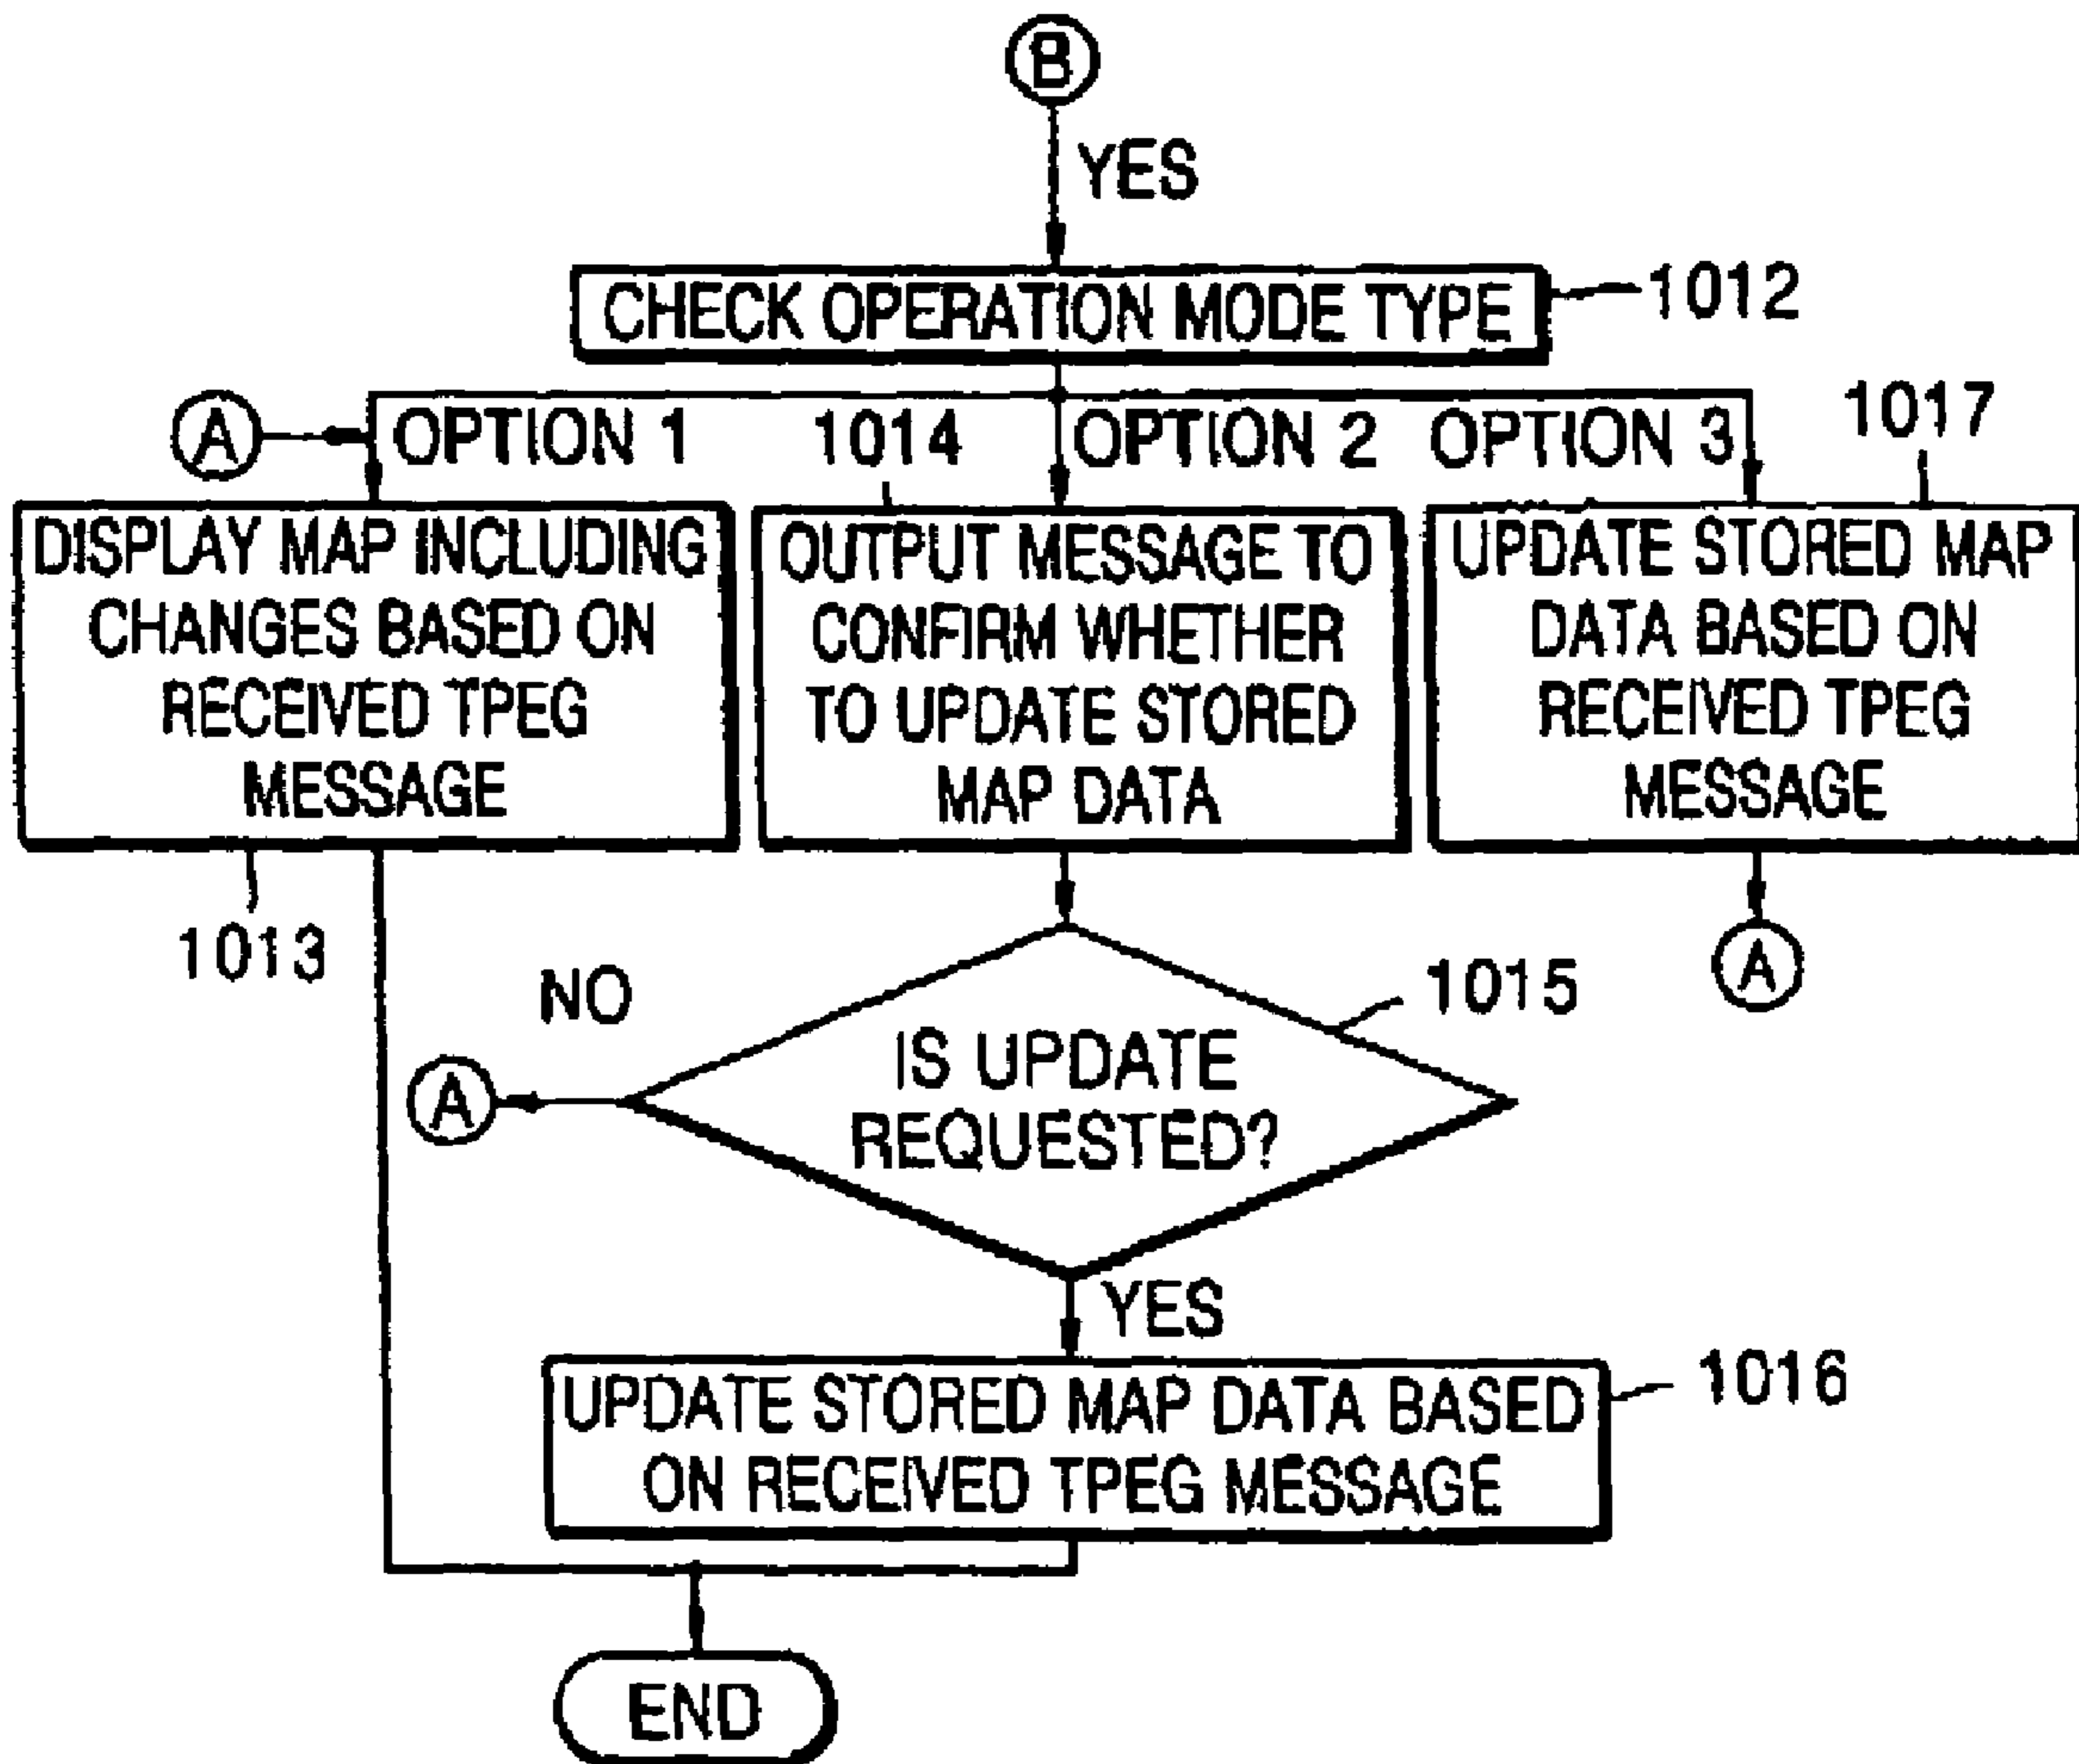 B
YES
CHECK OPERATION MODE TYPE
1012
A
OPTION 1
1014
OPTION 2
OPTION 3
1017
DISPLAY MAP INCLUDING
CHANGES BASED ON
RECEIVED TPEG
MESSAGE
OUTPUT MESSAGE TO
CONFIRM WHETHER
TO UPDATE STORED
MAP DATA
UPDATE STORED MAP
DATA BASED ON
RECEIVED TPEG
MESSAGE
1013
NO
A
IS UPDATE
REQUESTED?
1015
A
YES
UPDATE STORED MAP DATA BASED
ON RECEIVED TPEG MESSAGE
1016
END